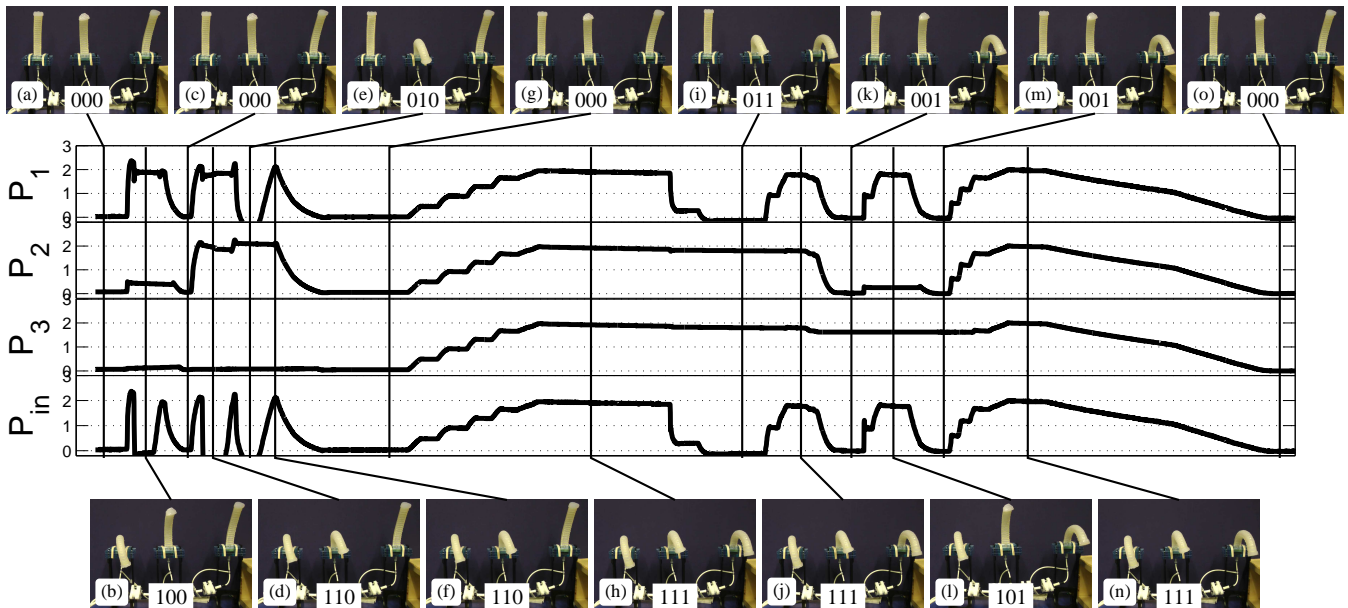 (a) 000
(c) 000
(e) 010
(g) 000
(i) 011
(k) 001
(m) 001
(o) 000
P1
3
2
1
0
P2
3
2
1
0
P3
3
2
1
0
Pin
3
2
1
0
(b) 100
(d) 110
(f) 110
(h) 111
(j) 111
(l) 101
(n) 111